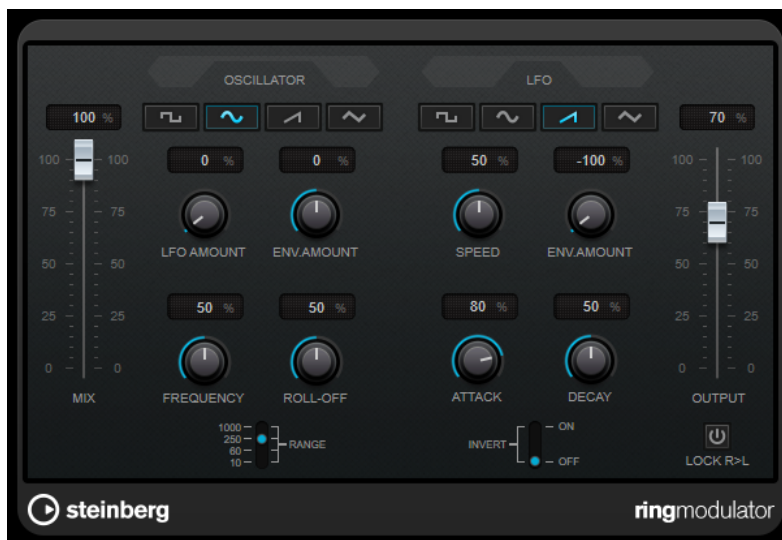 OSCILLATOR
LFO
100 %
70 %
0 %
0 %
50 %
-100 %
100 100
75 75
50 50
25 25
0 0
MIX
LFO AMOUNT
ENV.AMOUNT
SPEED
ENV.AMOUNT
50 %
50 %
80 %
50 %
FREQUENCY
ROLL-OFF
ATTACK
DECAY
100 100
75 75
50 50
25 25
0 0
OUTPUT
1000
250
60
10
RANGE
INVERT
ON
OFF
LOCK R>L
steinberg
ringmodulator